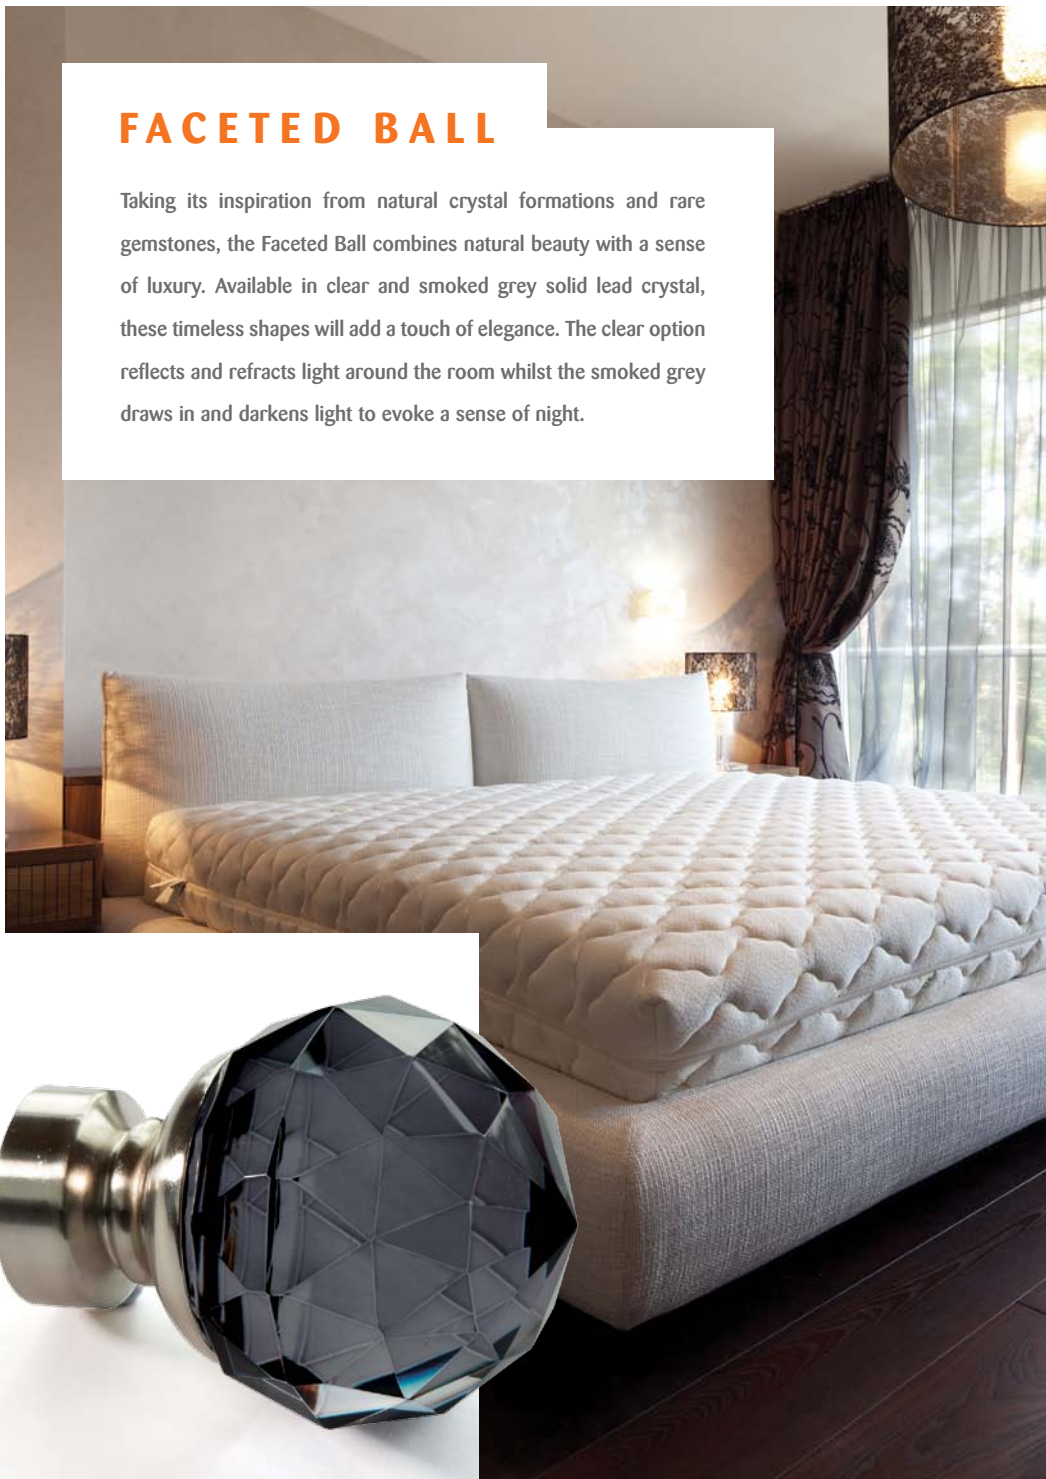 FACETED BALL
Taking its inspiration from natural crystal formations and rare
gemstones, the Faceted Ball combines natural beauty with a sense
of luxury. Available in clear and smoked grey solid lead crystal,
these timeless shapes will add a touch of elegance. The clear option
reflects and refracts light around the room whilst the smoked grey
draws in and darkens light to evoke a sense of night.